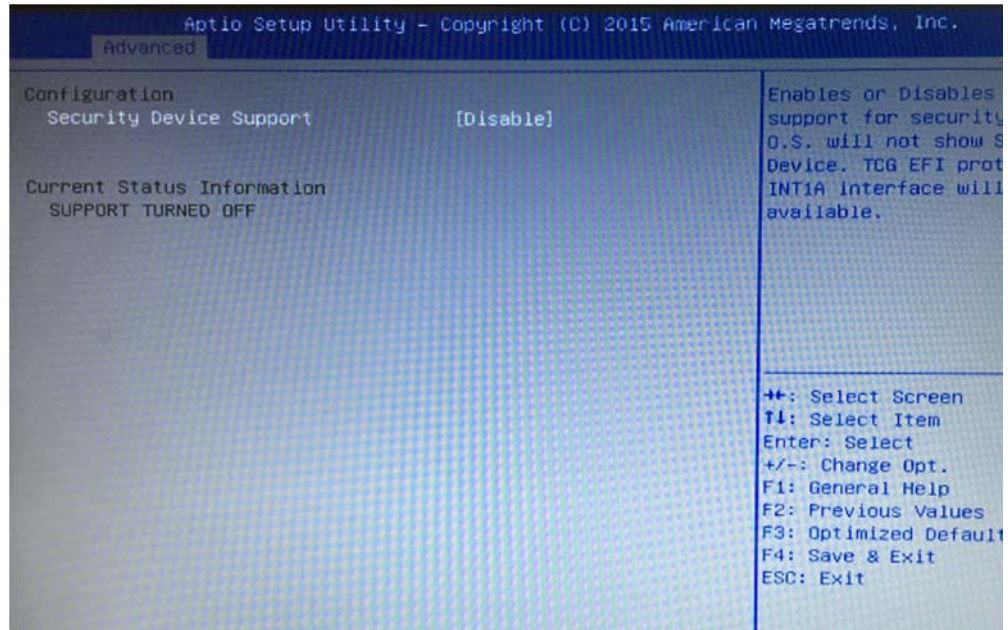 Aptio Setup Utility – Copyright (C) 2015 American Megatrends, Inc.
Advanced
Configuration
Security Device Support [Disable]
Current Status Information
SUPPORT TURNED OFF
Enables or Disables
support for security
O.S. will not show S
Device. TCG EFI prot
INT1A interface will
available.
→←: Select Screen
↑↓: Select Item
Enter: Select
+/-: Change Opt.
F1: General Help
F2: Previous Values
F3: Optimized Default
F4: Save & Exit
ESC: Exit